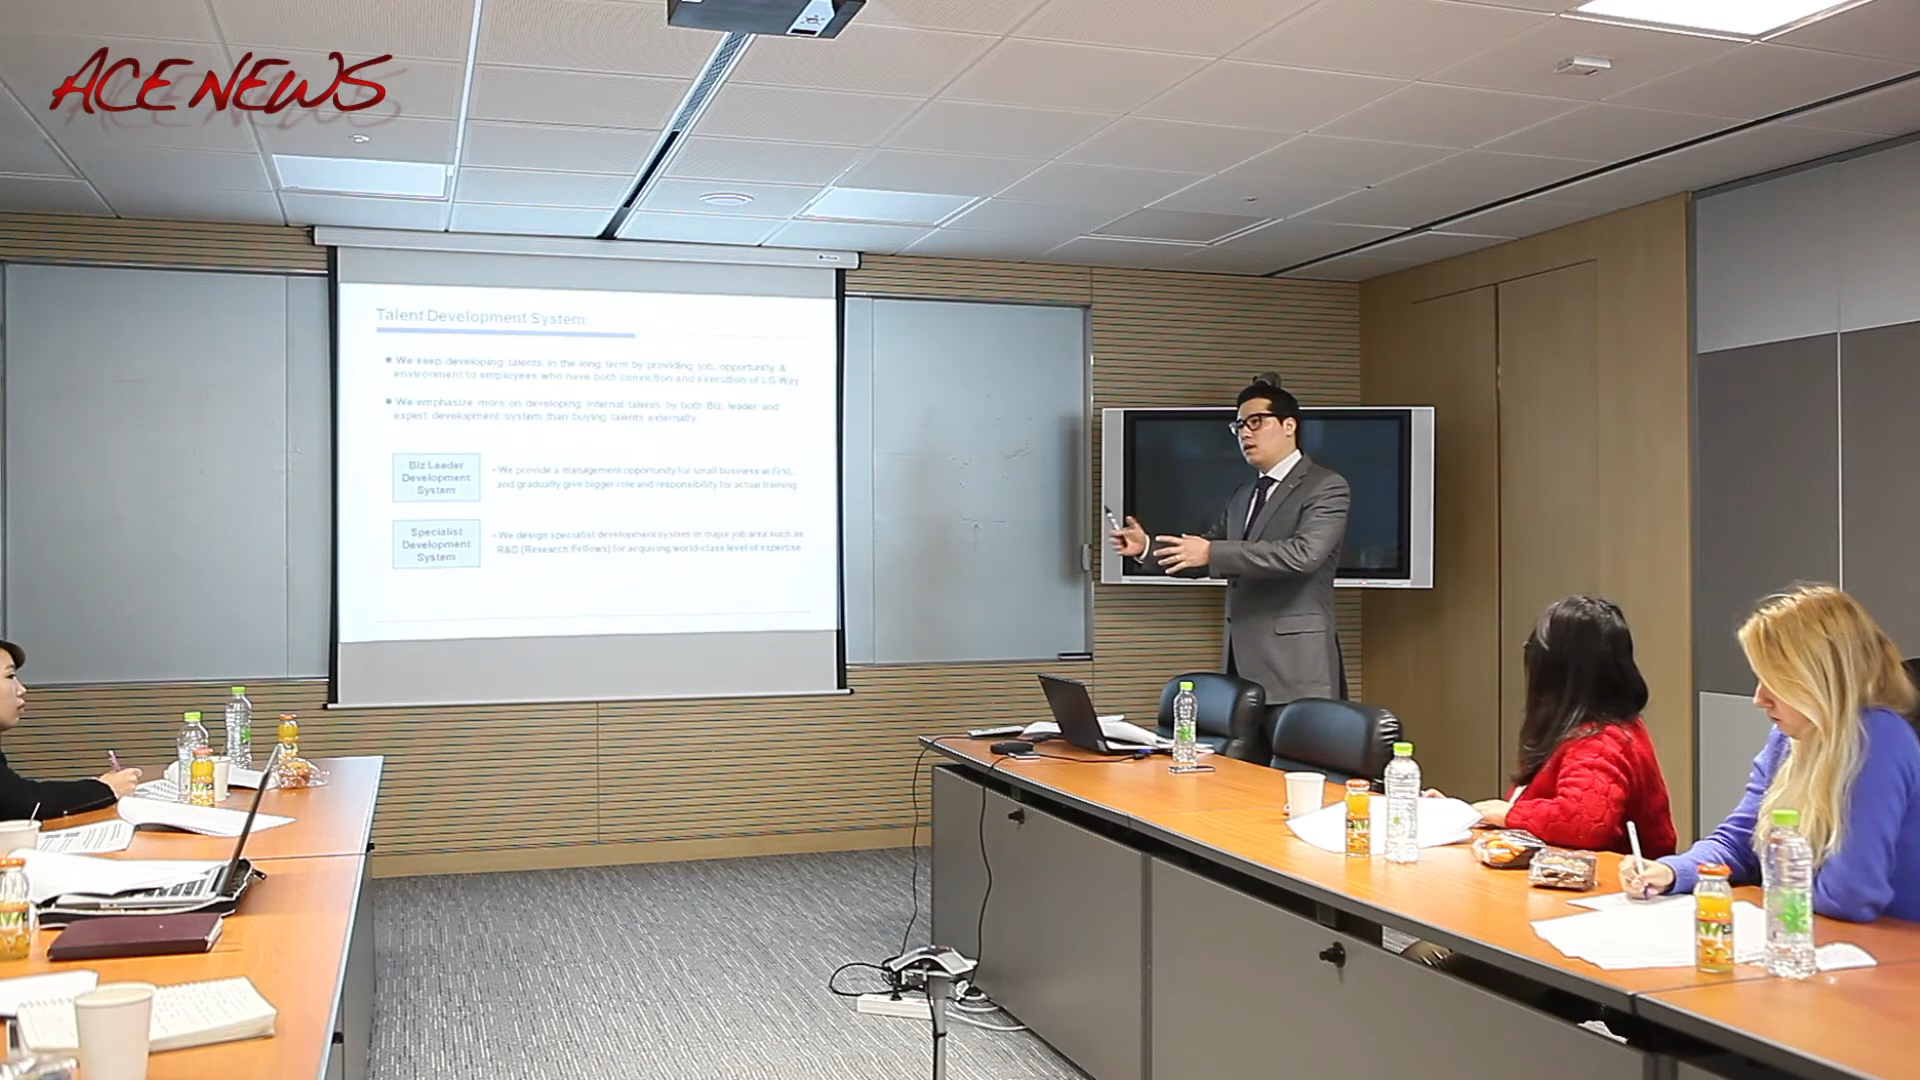 ACE NEWS
Talent Development System
We keep developing talents in the long term by providing job, opportunity &
environment to employees who have both conviction and execution of LG Way
We emphasize more on developing internal talents by both Biz. leader and
expert development system than buying talents externally
Biz Leader
Development
System
- We provide a management opportunity for small business at first,
and gradually give bigger role and responsibility for actual training
Specialist
Development
System
- We design specialist development system in major job area such as
R&D (Research Fellows) for acquiring world-class level of expertise